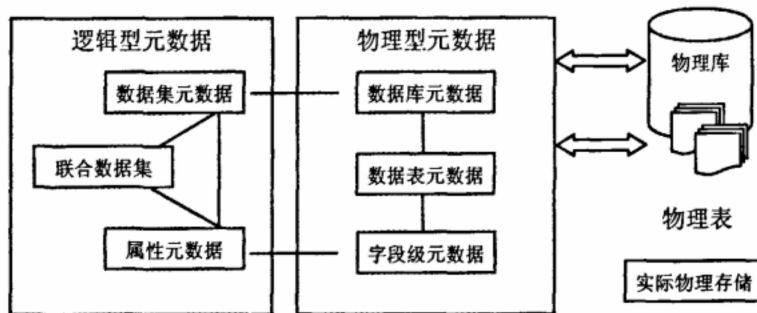 逻辑型元数据
数据集元数据
联合数据集
属性元数据
物理型元数据
数据库元数据
数据表元数据
字段级元数据
物理库
物理表
实际物理存储